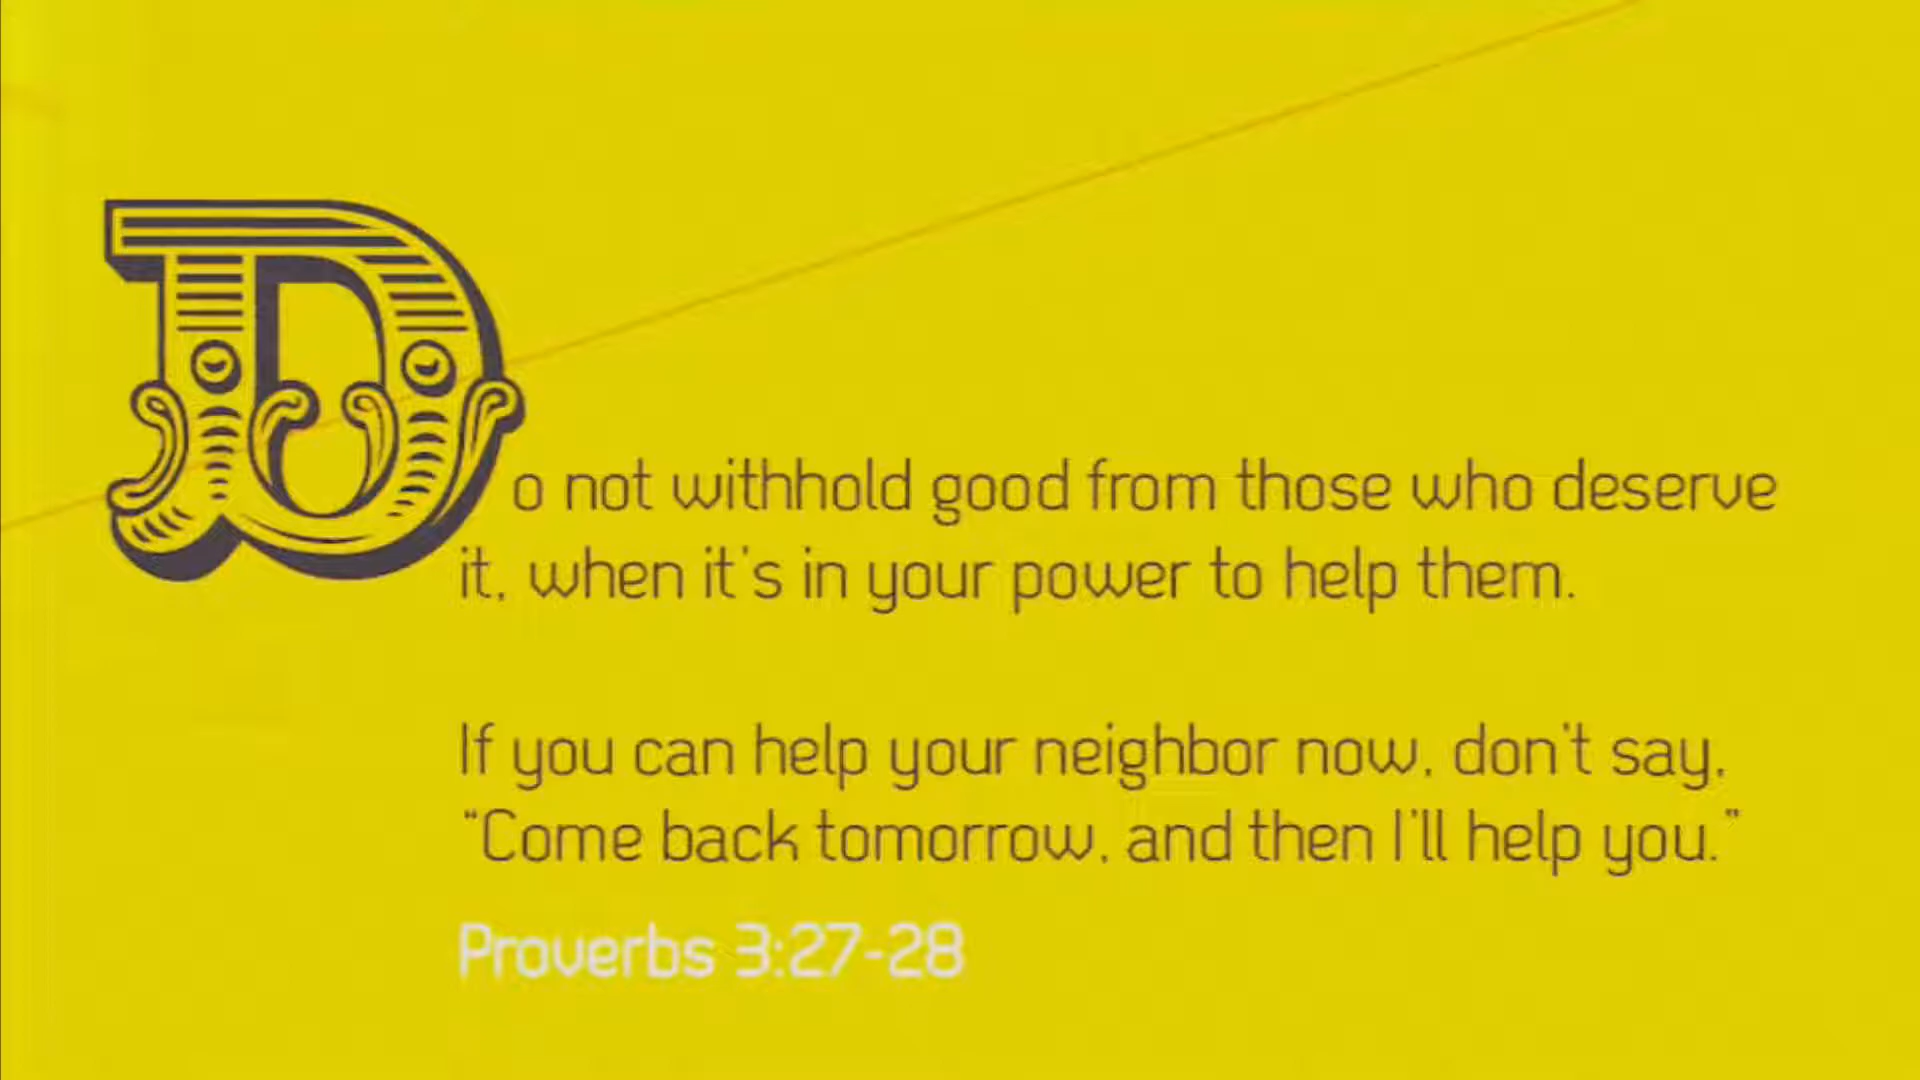 Do not withhold good from those who deserve
it, when it's in your power to help them.
If you can help your neighbor now, don't say,
"Come back tomorrow, and then I'll help you."
Proverbs 3:27-28